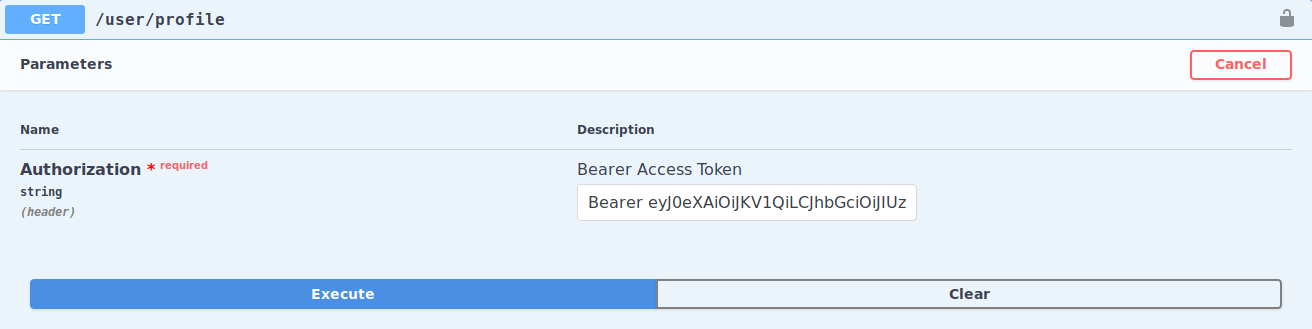 GET /user/profile
Parameters Cancel
Name Description
Authorization * required Bearer Access Token
string
Bearer eyJ0eXAiOiJKV1QiLCJhbGciOiJIUz
(header)
Execute Clear